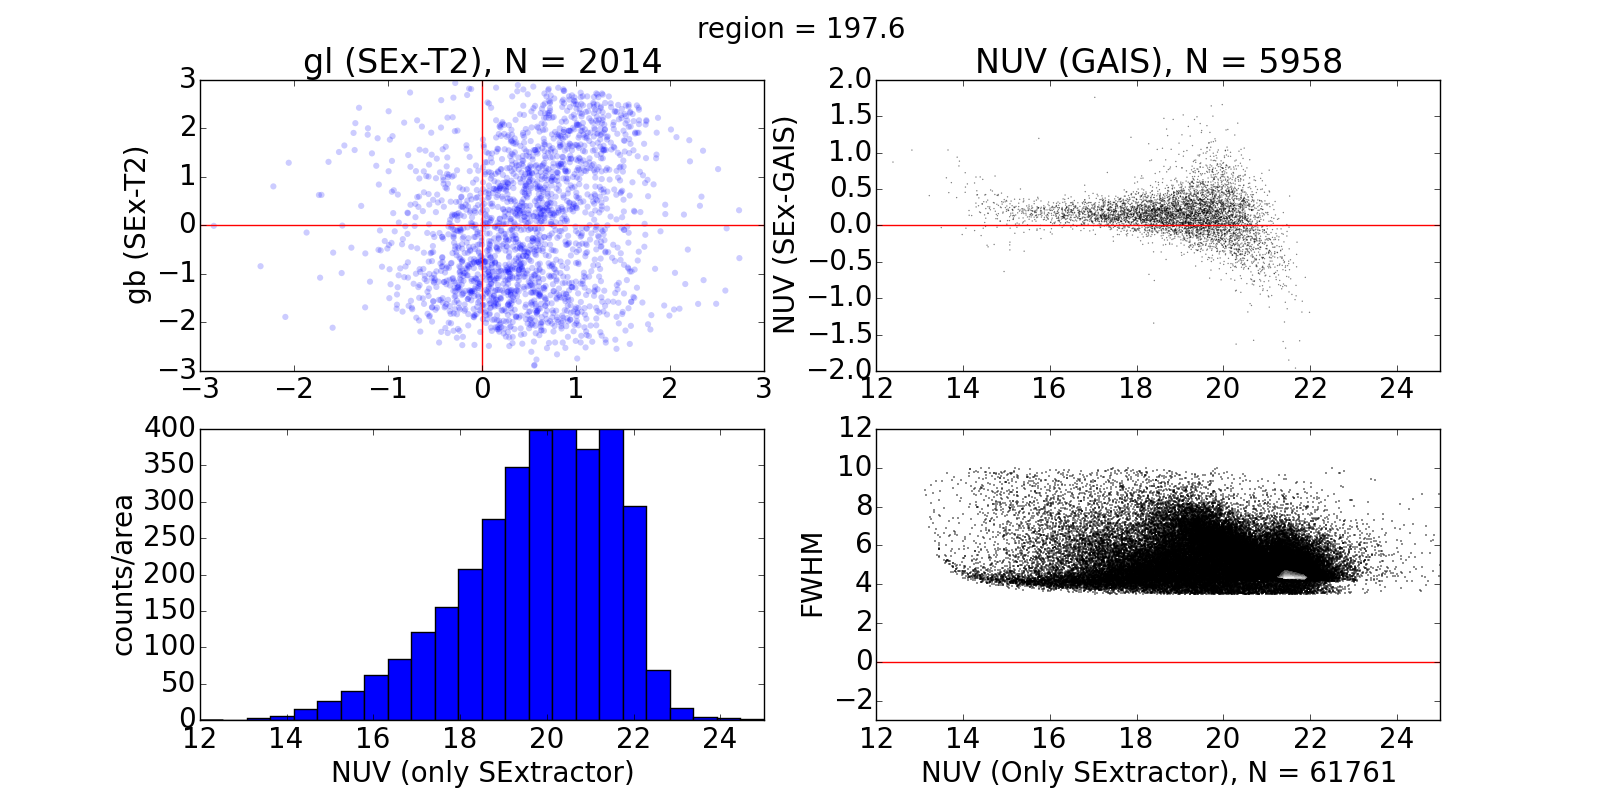 region = 197.6
gl (SEx-T2), N = 2014
NUV (GAIS), N = 5958
gb (SEx-T2)
3
2
1
0
−1
−2
−3
−3 −2 −1 0 1 2 3
NUV (SEx-GAIS)
2.0
1.5
1.0
0.5
0.0
−0.5
−1.0
−1.5
−2.0
12 14 16 18 20 22 24
counts/area
400
350
300
250
200
150
100
50
0
12 14 16 18 20 22 24
NUV (only SExtractor)
FWHM
12
10
8
6
4
2
0
−2
12 14 16 18 20 22 24
NUV (Only SExtractor), N = 61761